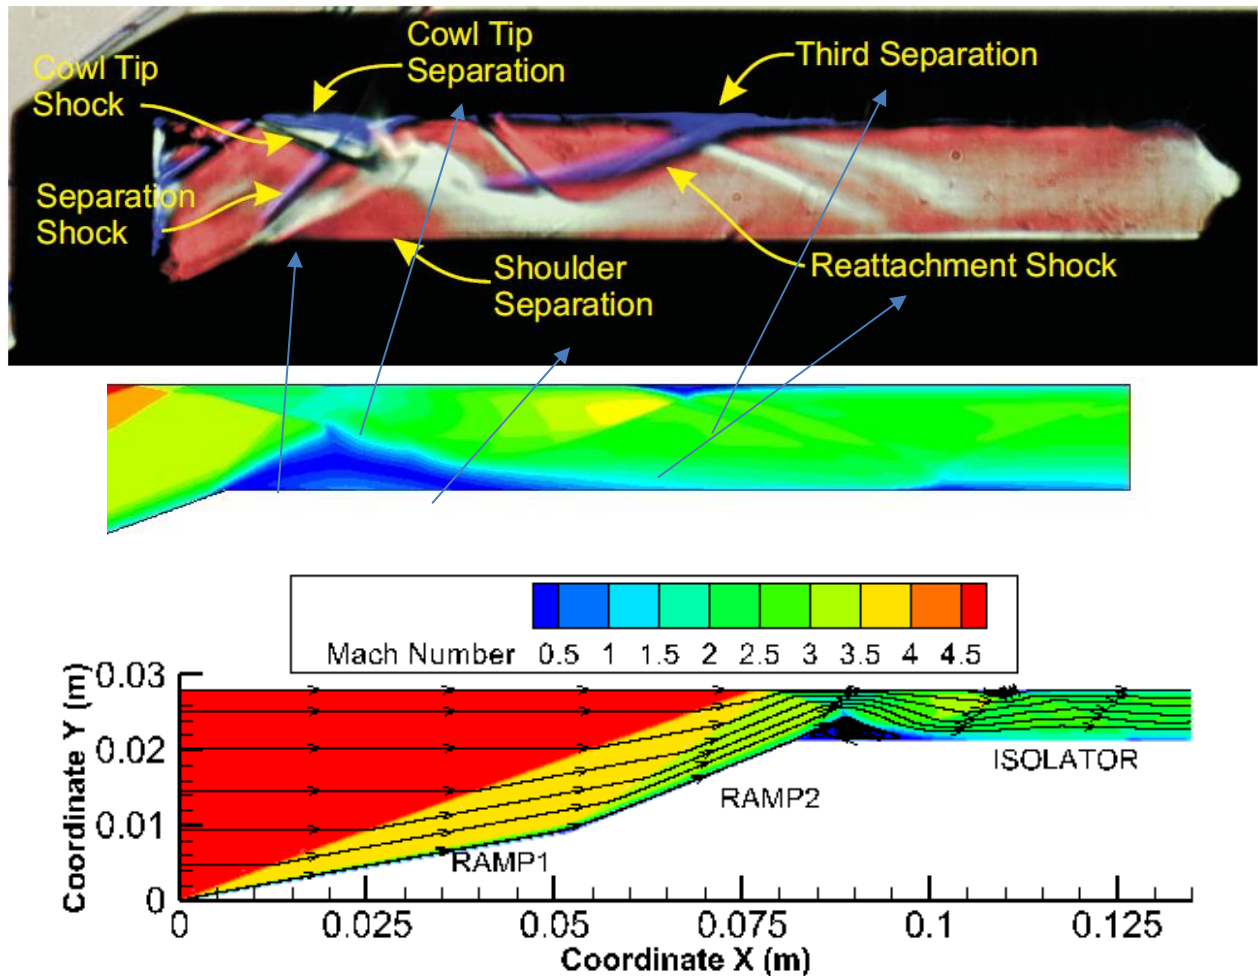 Cowl Tip
Separation
Third Separation
Cowl Tip
Shock
Separation
Shock
Shoulder
Separation
Reattachment Shock
Mach Number 0.5 1 1.5 2 2.5 3 3.5 4 4.5
0.03
0.02
0.01
0
Coordinate Y (m)
ISOLATOR
RAMP2
RAMP1
0 0.025 0.05 0.075 0.1 0.125
Coordinate X (m)